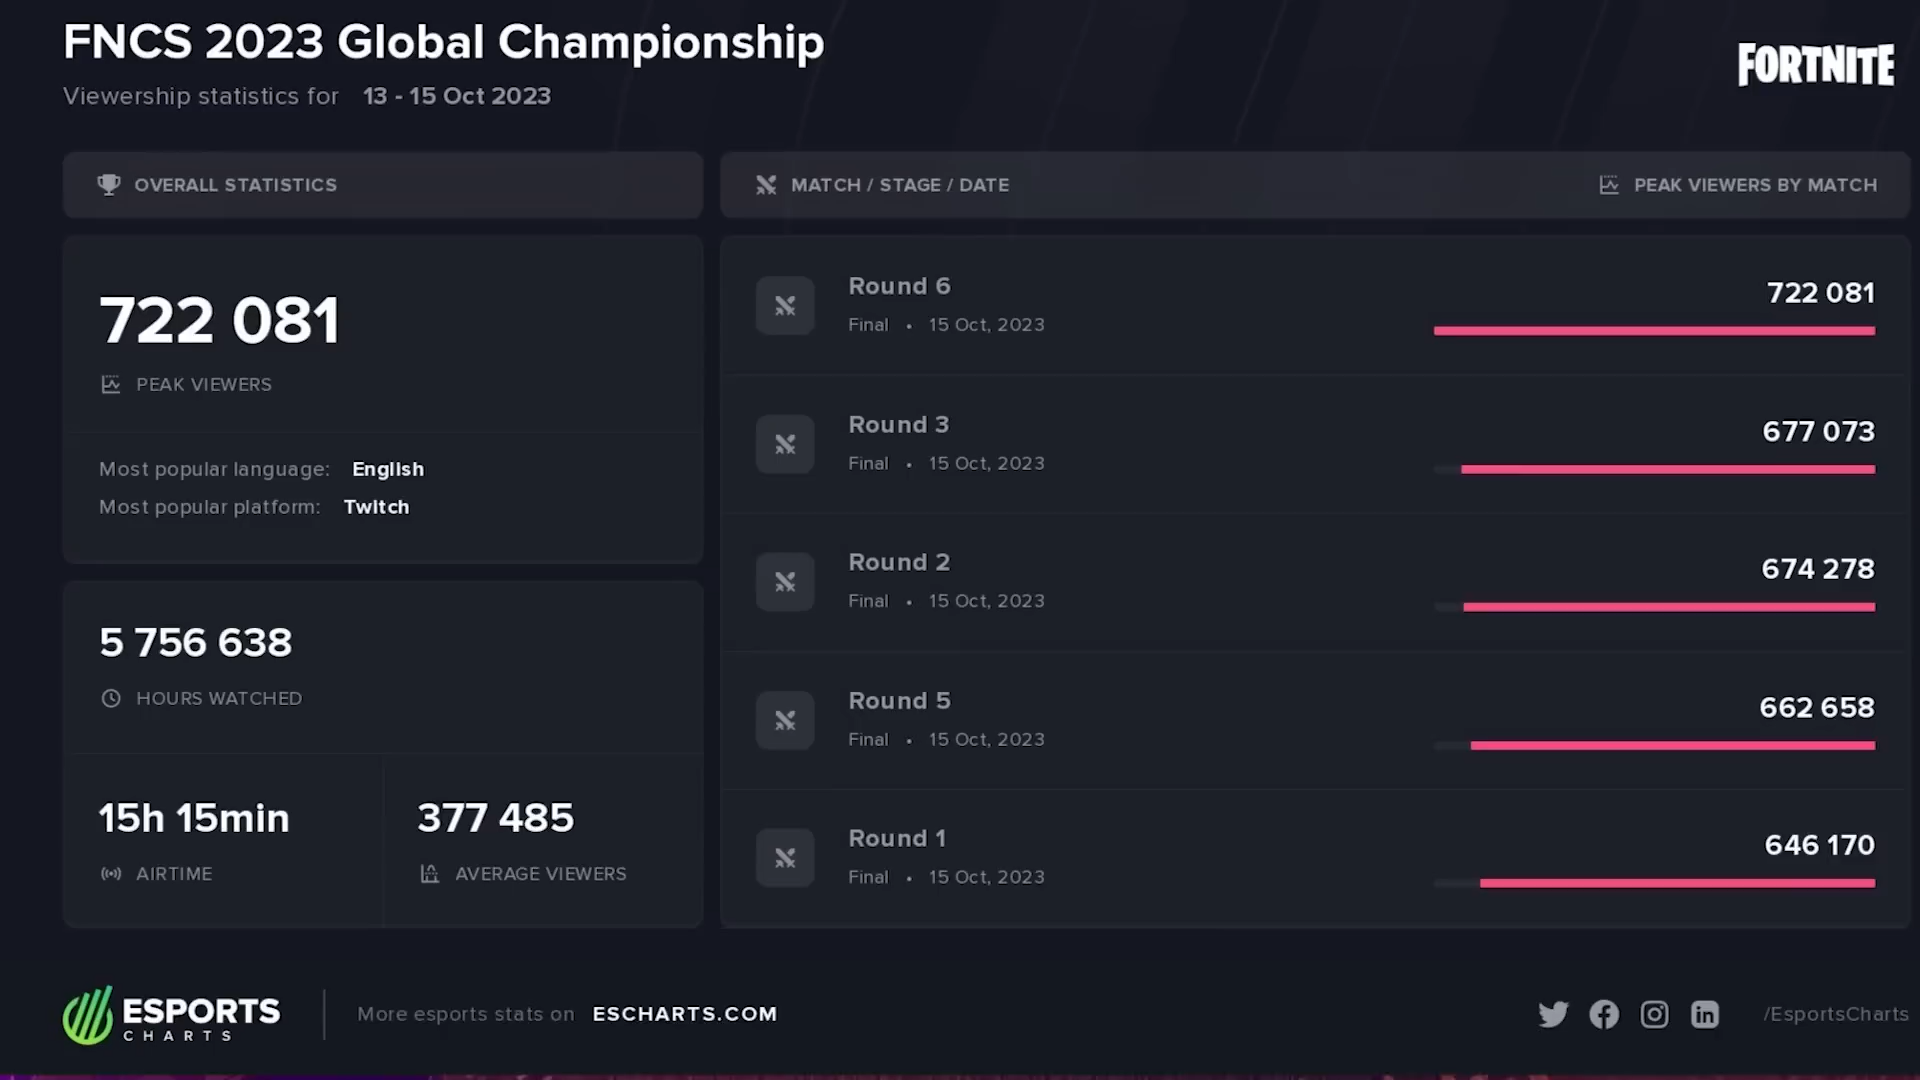 FNCS 2023 Global Championship
Viewership statistics for 13 - 15 Oct 2023
FORTNITE
OVERALL STATISTICS
722 081
PEAK VIEWERS
Most popular language: English
Most popular platform: Twitch
5 756 638
HOURS WATCHED
15h 15min
AIRTIME
377 485
AVERAGE VIEWERS
MATCH / STAGE / DATE
PEAK VIEWERS BY MATCH
Round 6
Final • 15 Oct, 2023
722 081
Round 3
Final • 15 Oct, 2023
677 073
Round 2
Final • 15 Oct, 2023
674 278
Round 5
Final • 15 Oct, 2023
662 658
Round 1
Final • 15 Oct, 2023
646 170
ESPORTS
CHARTS
More esports stats on ESCHARTS.COM
/EsportsCharts